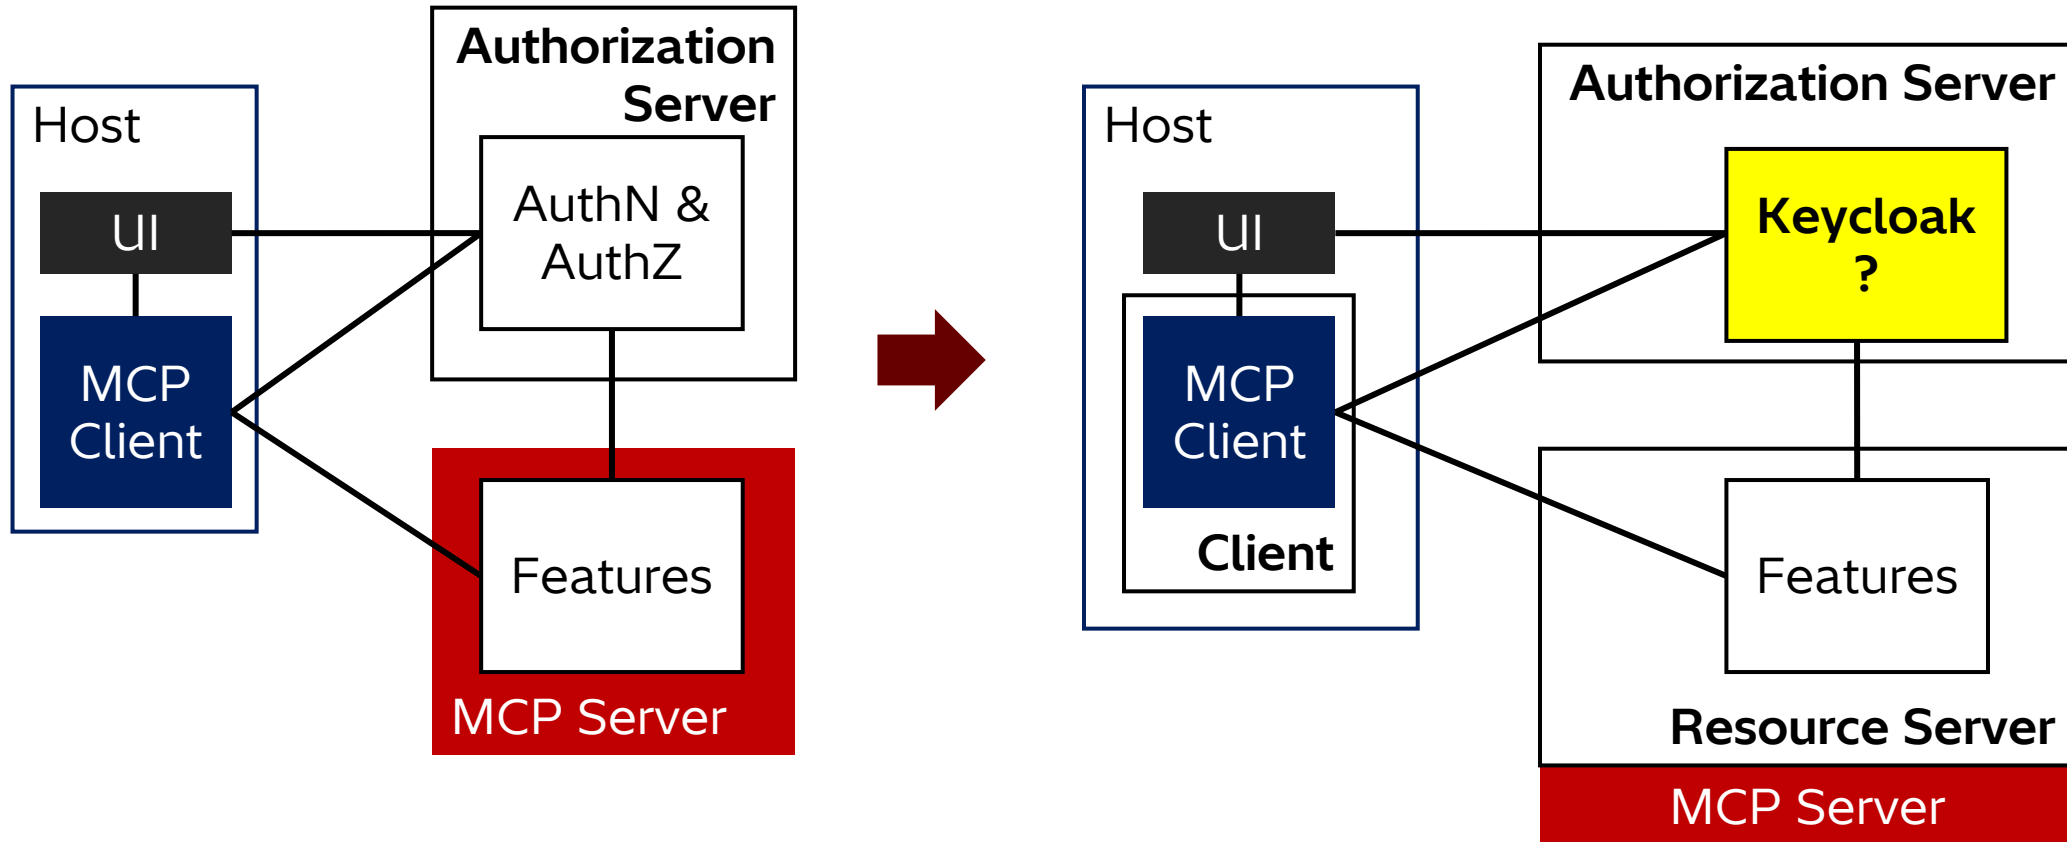 Authorization
Server
Host
AuthN &
AuthZ
UI
MCP
Client
Features
MCP Server
Authorization Server
Host
Keycloak
?
UI
MCP
Client
Client
Features
Resource Server
MCP Server